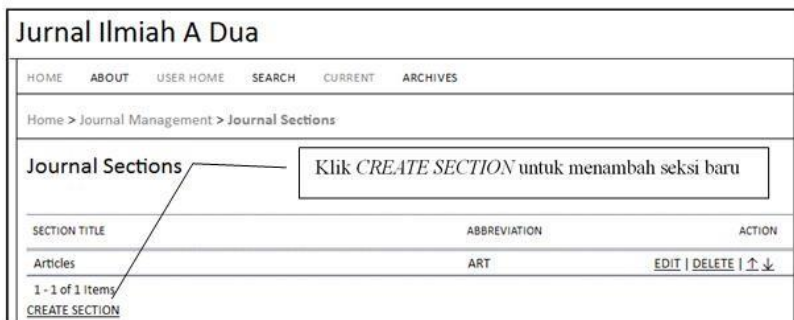 Jurnal Ilmiah A Dua
HOME ABOUT USER HOME SEARCH CURRENT ARCHIVES
Home > Journal Management > Journal Sections
Journal Sections
Klik CREATE SECTION untuk menambah seksi baru
SECTION TITLE ABBREVIATION ACTION
Articles ART EDIT | DELETE | ↑ ↓
1 - 1 of 1 Items
CREATE SECTION